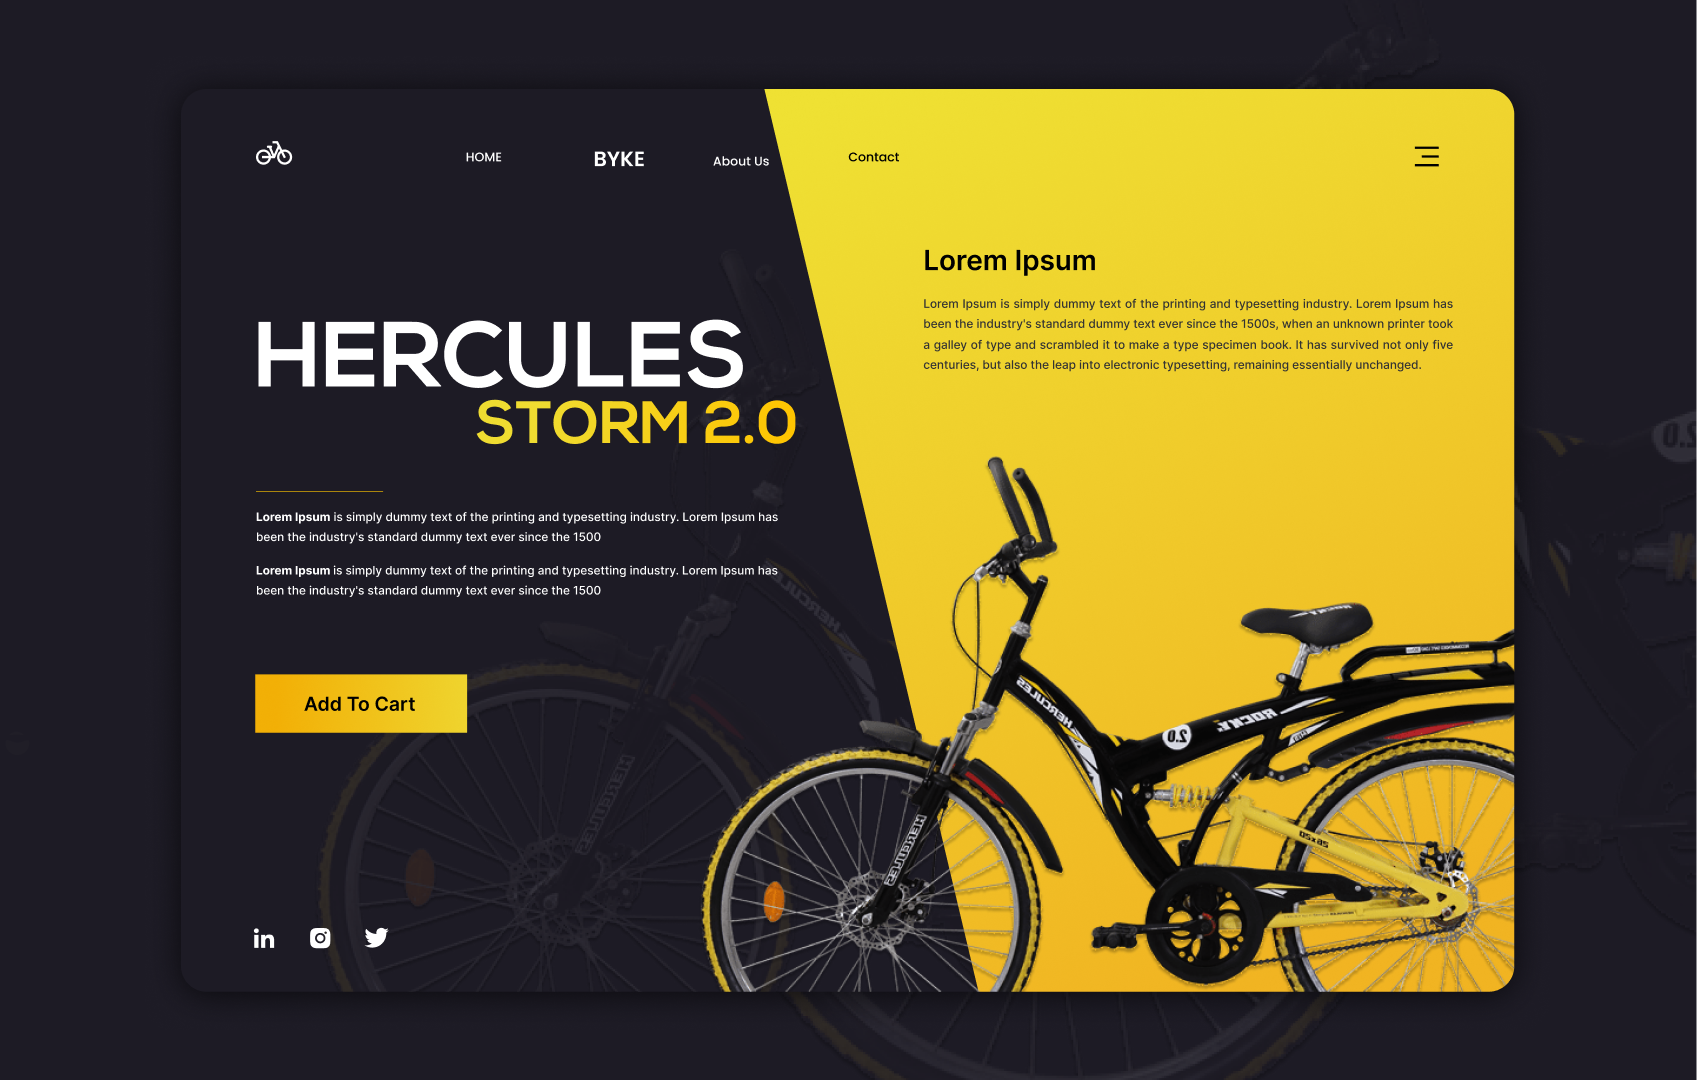 HOME
BYKE
About Us
Contact
Lorem Ipsum
Lorem Ipsum is simply dummy text of the printing and typesetting industry. Lorem Ipsum has
been the industry's standard dummy text ever since the 1500s, when an unknown printer took
a galley of type and scrambled it to make a type specimen book. It has survived not only five
centuries, but also the leap into electronic typesetting, remaining essentially unchanged.
HERCULES
STORM 2.0
Lorem Ipsum is simply dummy text of the printing and typesetting industry. Lorem Ipsum has
been the industry's standard dummy text ever since the 1500
Lorem Ipsum is simply dummy text of the printing and typesetting industry. Lorem Ipsum has
been the industry's standard dummy text ever since the 1500
Add To Cart
HERCULES
2.0
HERCULES
in